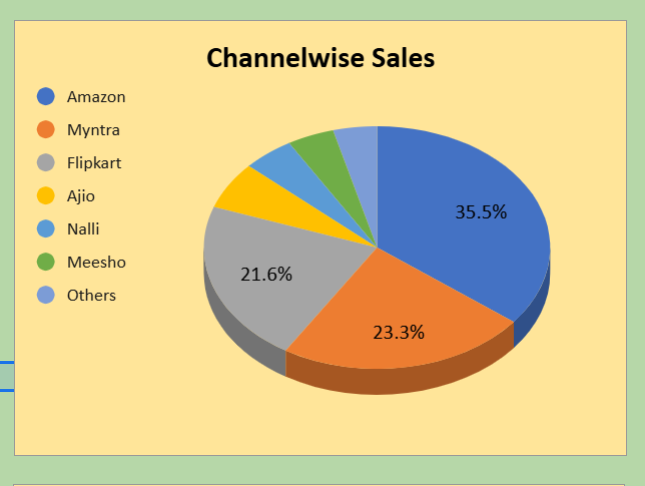 Channelwise Sales
Amazon
Myntra
Flipkart
Ajio
Nalli
Meesho
Others
35.5%
21.6%
23.3%